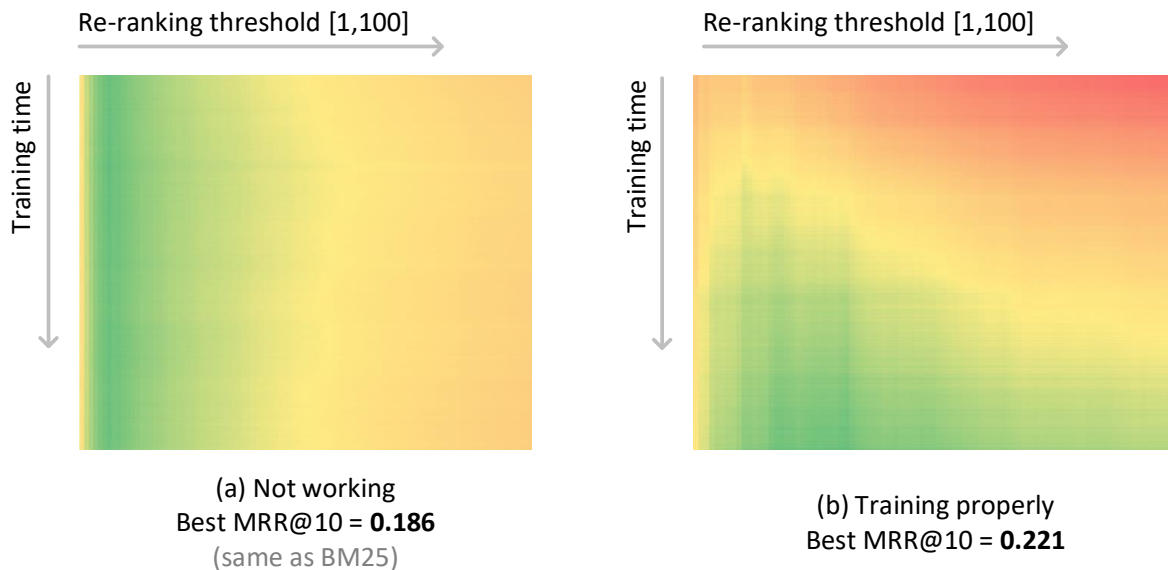 Re-ranking threshold [1,100]
Training time
(a) Not working
Best MRR@10 = 0.186
(same as BM25)
Re-ranking threshold [1,100]
Training time
(b) Training properly
Best MRR@10 = 0.221